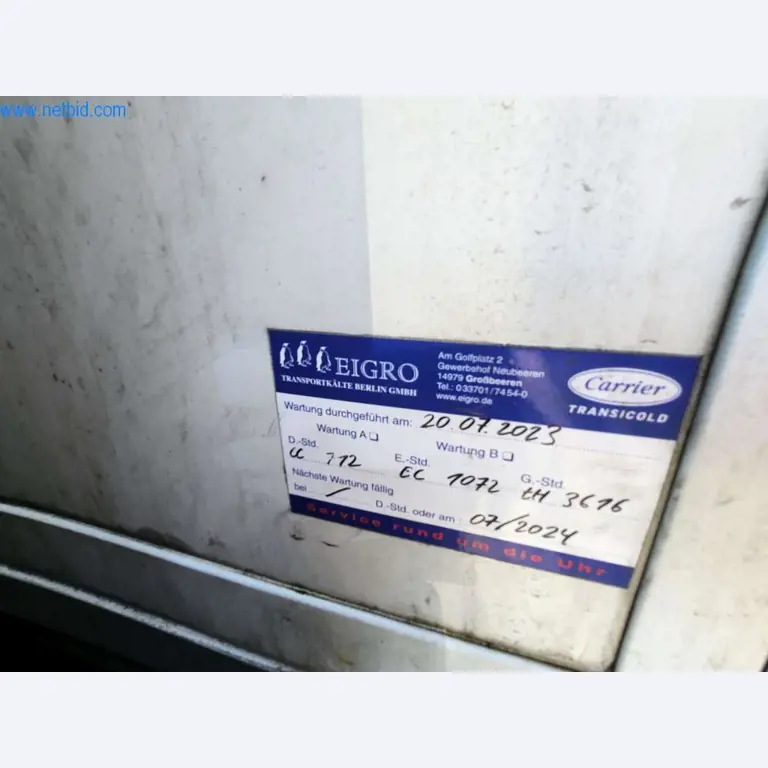 www.netbid.com
EIGRO
TRANSPORTKÄLTE BERLIN GMBH
Am Golfplatz 2
Gewerbehof Neubeeren
14979 Großbeeren
Tel.: 033701/7454-0
www.eigro.de
Carrier
TRANSICOLD
Wartung durchgeführt am: 20.07.2023
Wartung A Wartung B
D.-Std. E.-Std. G.-Std.
712 EC 1072 3616
Nächste Wartung fällig
bei / D.-Std. oder am: 07/2024
Service rund um die Uhr